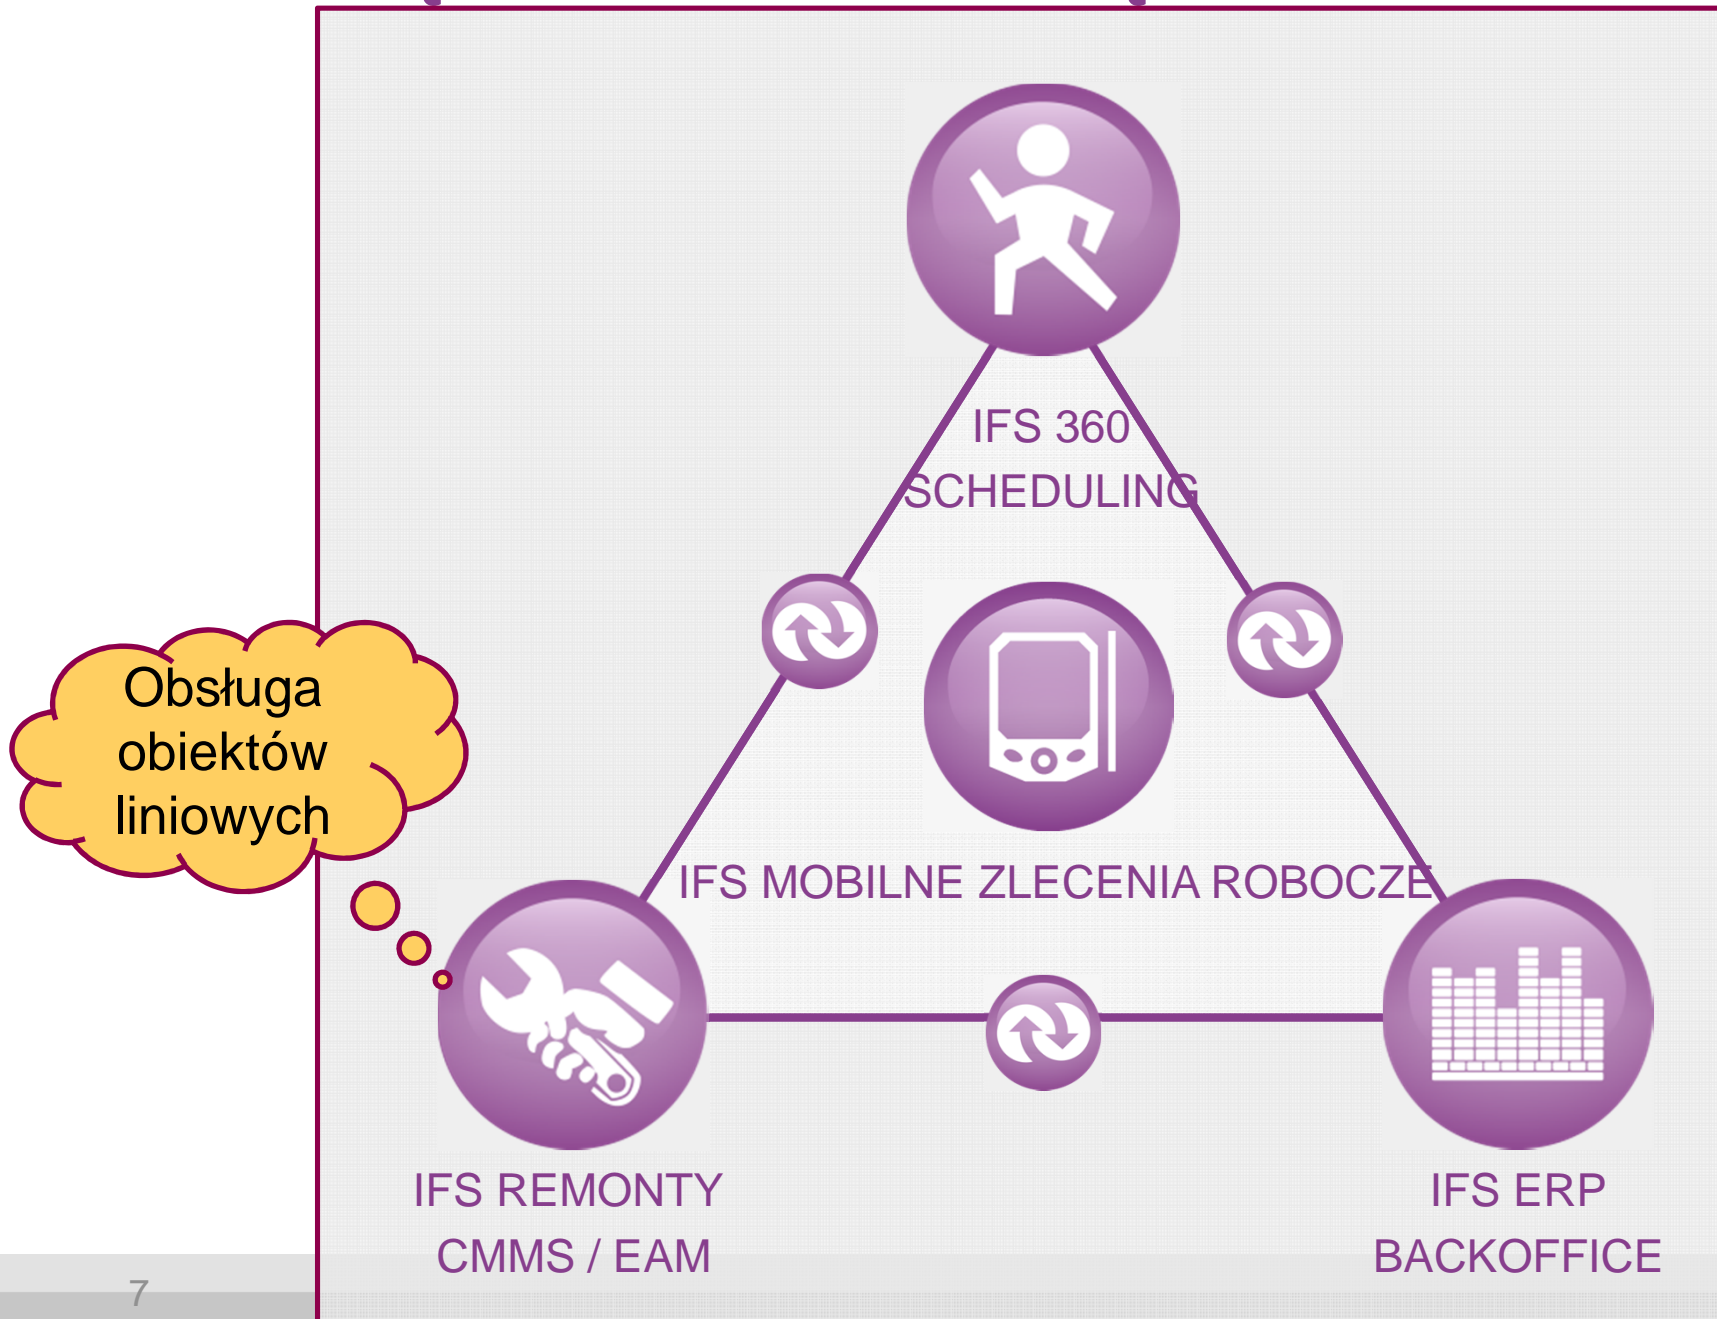 IFS 360
SCHEDULING
Obsługa
obiektów
liniowych
IFS MOBILNE ZLECENIA ROBOCZE
IFS REMONTY
CMMS / EAM
IFS ERP
BACKOFFICE
7